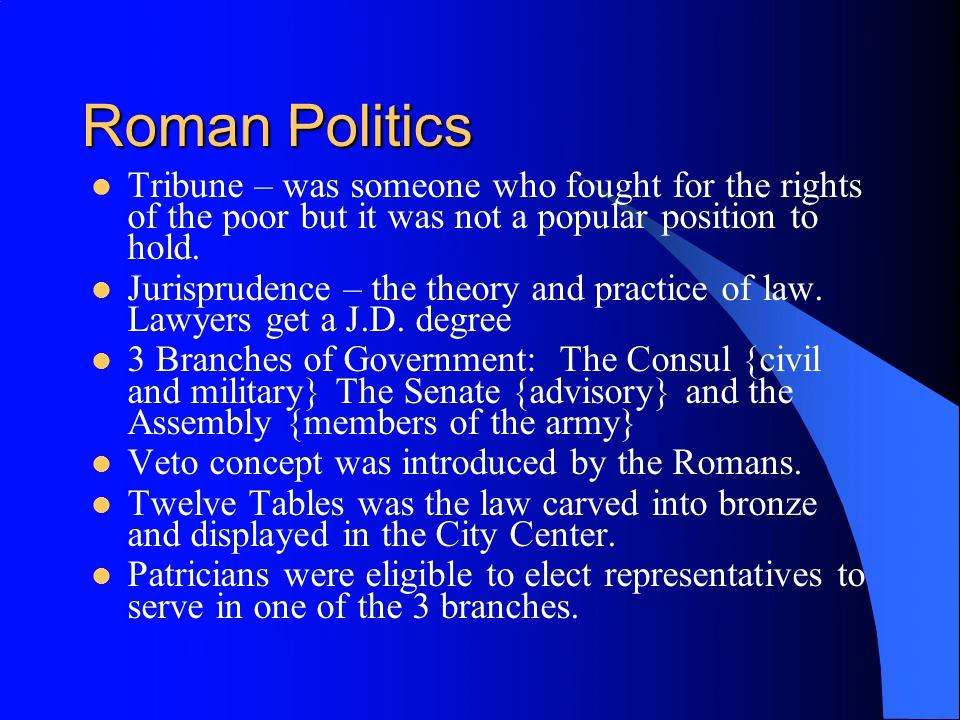 Roman Politics
Tribune – was someone who fought for the rights
of the poor but it was not a popular position to
hold.
Jurisprudence – the theory and practice of law.
Lawyers get a J.D. degree
3 Branches of Government:  The Consul {civil
and military}  The Senate {advisory}  and the
Assembly {members of the army}
Veto concept was introduced by the Romans.
Twelve Tables was the law carved into bronze
and displayed in the City Center.
Patricians were eligible to elect representatives to
serve in one of the 3 branches.